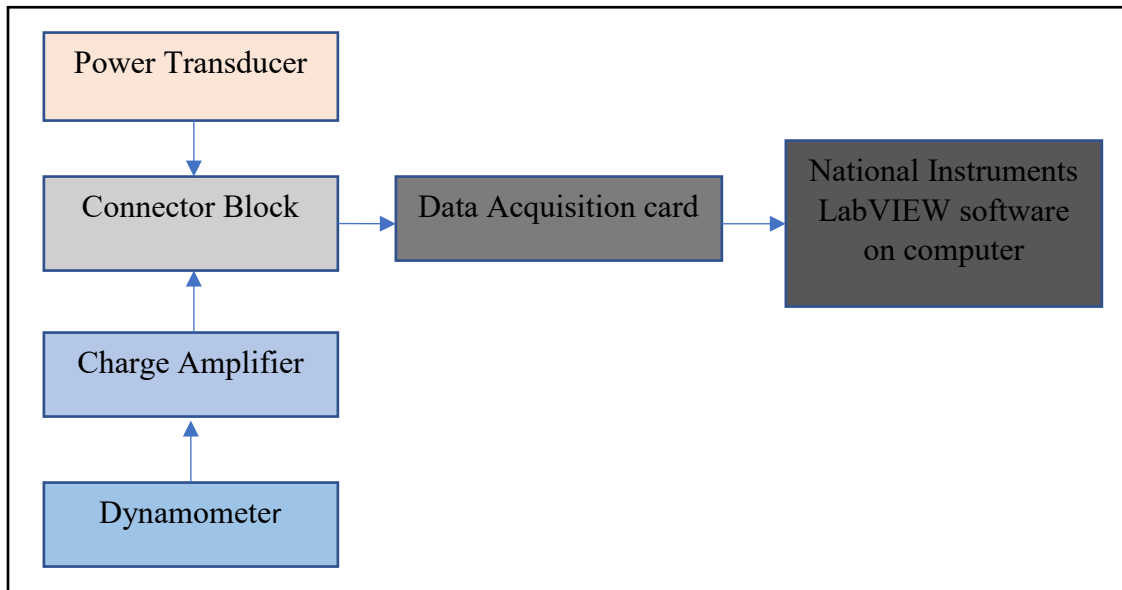 Power Transducer
Connector Block
Data Acquisition card
National Instruments
LabVIEW software
on computer
Charge Amplifier
Dynamometer